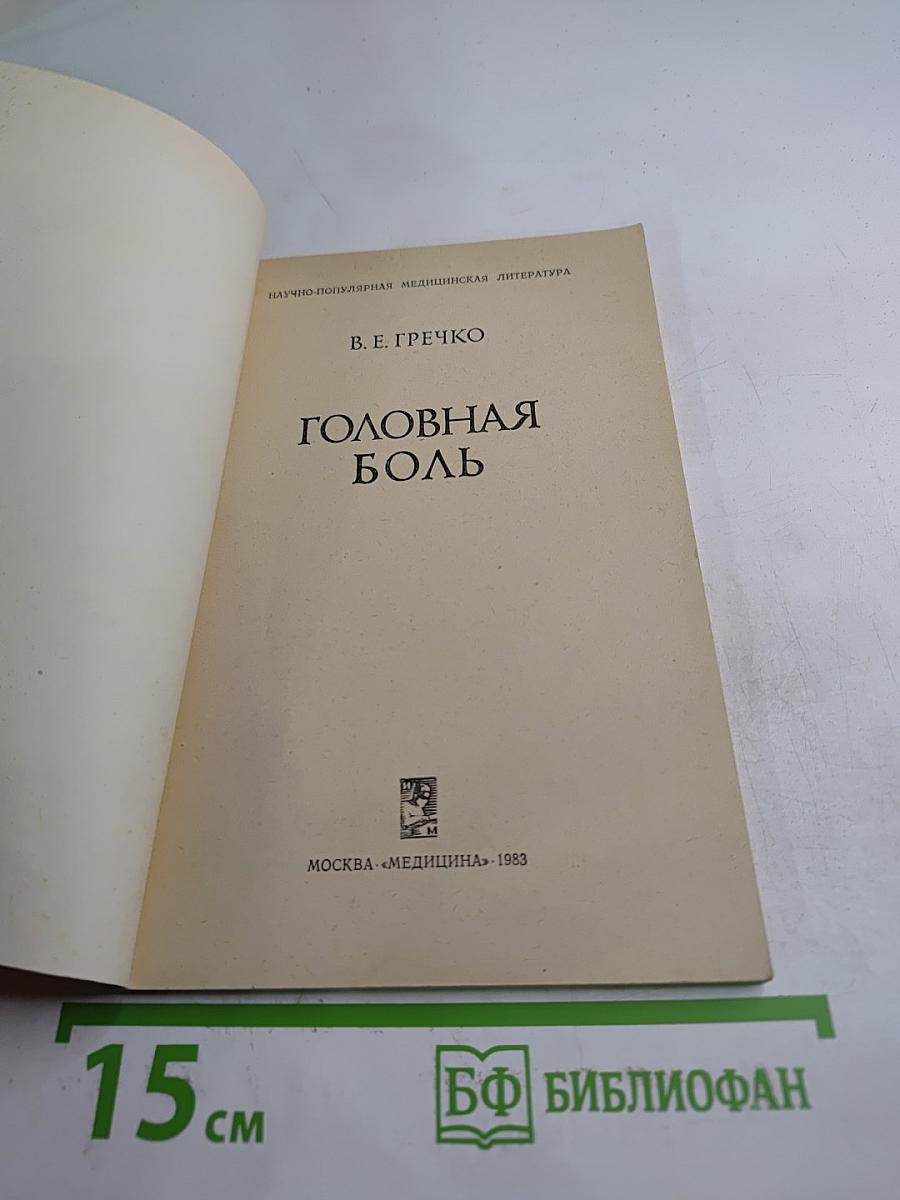 НАУЧНО-ПОПУЛЯРНАЯ МЕДИЦИНСКАЯ ЛИТЕРАТУРА
В. Е. ГРЕЧКО
ГОЛОВНАЯ
БОЛЬ
М
МОСКВА · «МЕДИЦИНА» · 1983
15 см
БФ БИБЛИОФАН